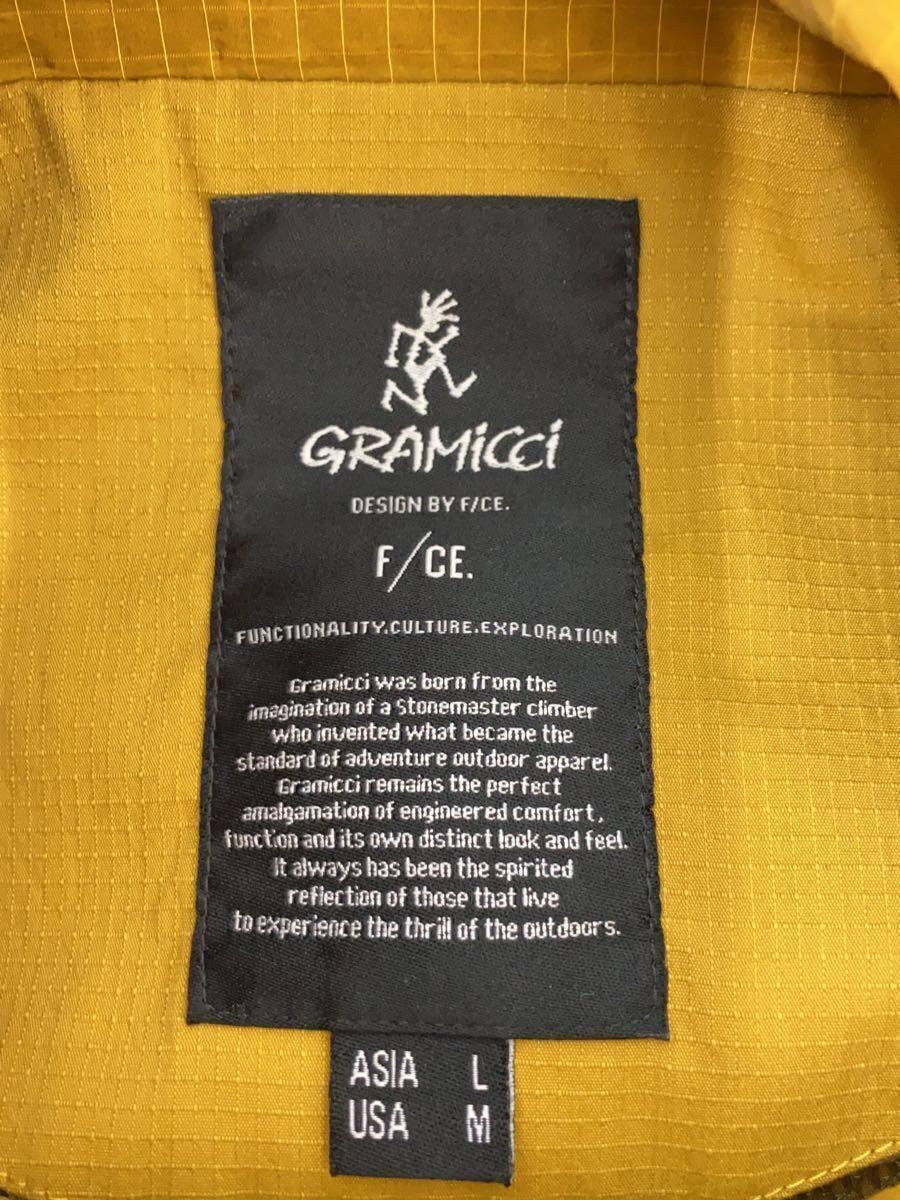 GRAMiCCi
DESIGN BY F/CE.
F/CE.
FUNCTIONALITY.CULTURE.EXPLORATION
Gramicci was born from the
imagination of a Stonemaster climber
who invented what became the
standard of adventure outdoor apparel.
Gramicci remains the perfect
amalgamation of engineered comfort,
function and its own distinct look and feel.
It always has been the spirited
reflection of those that live
to experience the thrill of the outdoors.
ASIA L
USA M